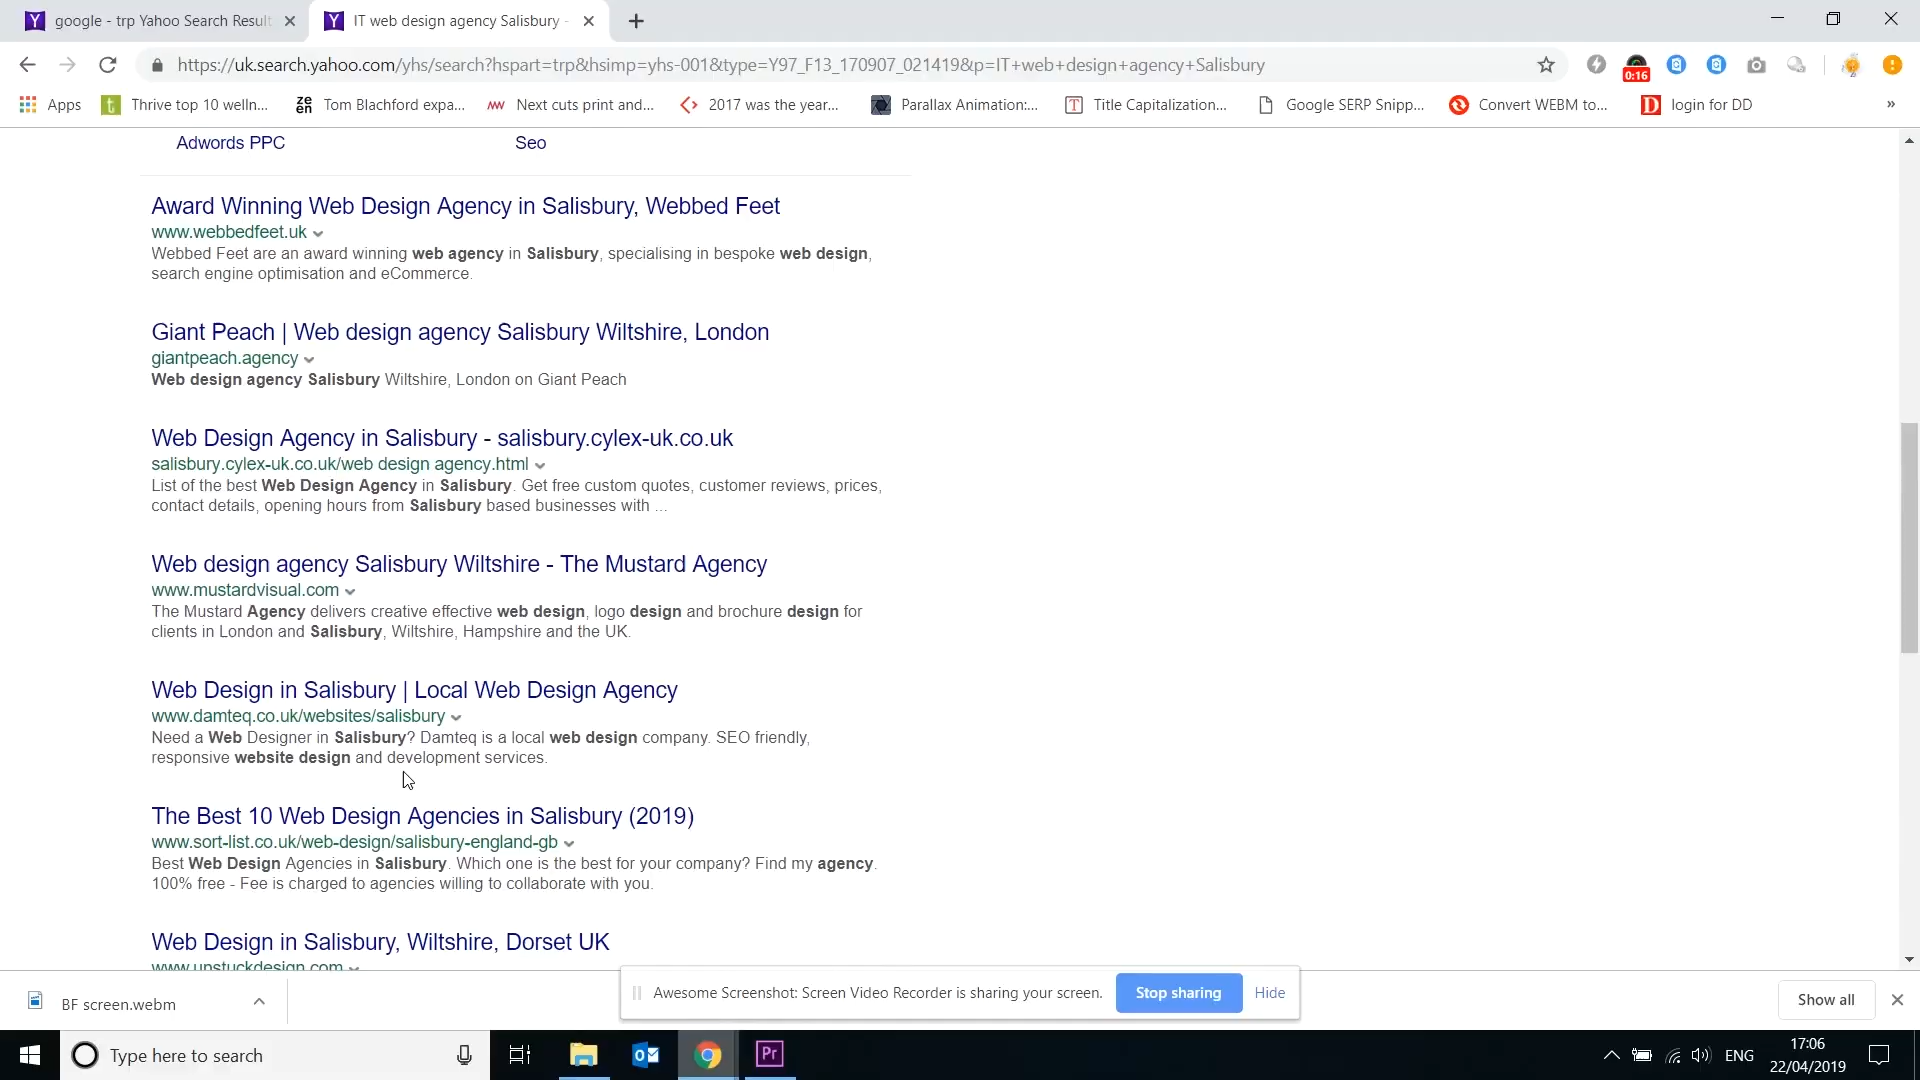 google - trp Yahoo Search Result
IT web design agency Salisbury -
https://uk.search.yahoo.com/yhs/search?hspart=trp&hsimp=yhs-001&type=Y97_F13_170907_021419&p=IT+web+design+agency+Salisbury
0:16
Apps
Thrive top 10 welln...
Tom Blachford expa...
Next cuts print and...
2017 was the year...
Parallax Animation:...
Title Capitalization...
Google SERP Snipp...
Convert WEBM to...
login for DD
»
Adwords PPC Seo
Award Winning Web Design Agency in Salisbury, Webbed Feet
www.webbedfeet.uk
Webbed Feet are an award winning web agency in Salisbury, specialising in bespoke web design,
search engine optimisation and eCommerce.
Giant Peach | Web design agency Salisbury Wiltshire, London
giantpeach.agency
Web design agency Salisbury Wiltshire, London on Giant Peach
Web Design Agency in Salisbury - salisbury.cylex-uk.co.uk
salisbury.cylex-uk.co.uk/web design agency.html
List of the best Web Design Agency in Salisbury. Get free custom quotes, customer reviews, prices,
contact details, opening hours from Salisbury based businesses with ...
Web design agency Salisbury Wiltshire - The Mustard Agency
www.mustardvisual.com
The Mustard Agency delivers creative effective web design, logo design and brochure design for
clients in London and Salisbury, Wiltshire, Hampshire and the UK.
Web Design in Salisbury | Local Web Design Agency
www.damteq.co.uk/websites/salisbury
Need a Web Designer in Salisbury? Damteq is a local web design company. SEO friendly,
responsive website design and development services.
The Best 10 Web Design Agencies in Salisbury (2019)
www.sort-list.co.uk/web-design/salisbury-england-gb
Best Web Design Agencies in Salisbury. Which one is the best for your company? Find my agency.
100% free - Fee is charged to agencies willing to collaborate with you.
Web Design in Salisbury, Wiltshire, Dorset UK
www.unstuckdesign.com
BF screen.webm
Awesome Screenshot: Screen Video Recorder is sharing your screen.
Stop sharing
Hide
Show all
Type here to search
Pr
ENG
17:06
22/04/2019